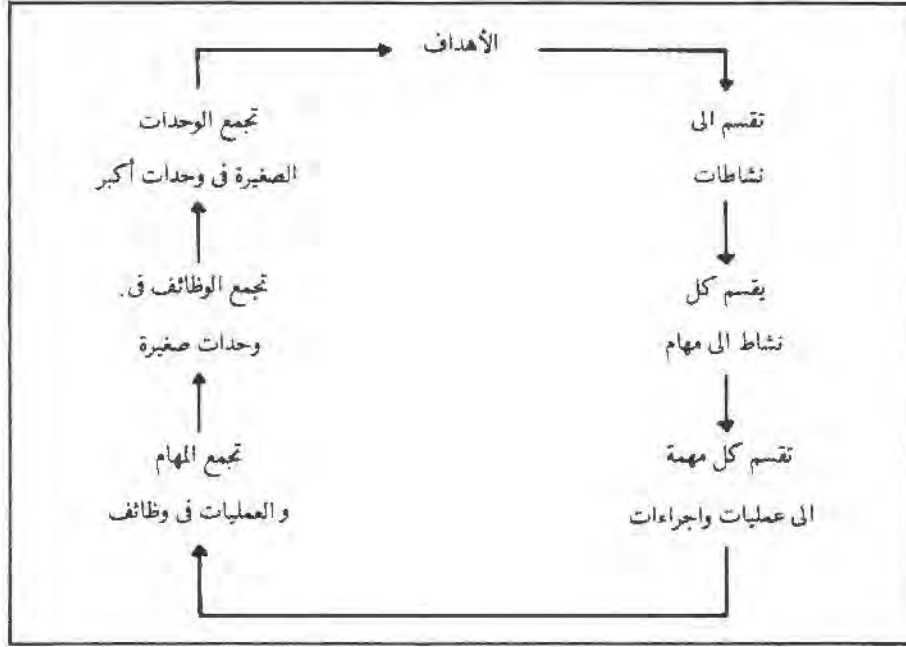 الأهداف
تقسم الى
نشاطات
يقسم كل
نشاط الى مهام
تقسم كل مهمة
الى عمليات واجراءات
تجمع المهام
والعمليات فى وظائف
تجمع الوظائف فى.
وحدات صغيرة
تجمع الوحدات
الصغيرة فى وحدات أكبر